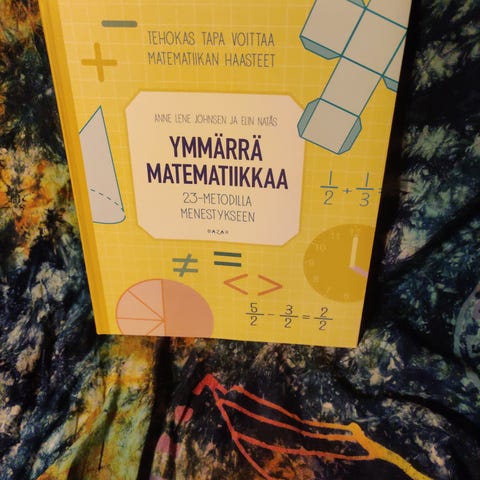 TEHOKAS TAPA VOITTAA
MATEMATIIKAN HAASTEET
ANNE LENE JOHNSEN JA ELIN NATÅS
YMMÄRRÄ
MATEMATIIKKAA
23-METODILLA
MENESTYKSEEN
BAZAR
1/2 + 1/3 =
≠ =
< >
5/2 - 3/2 = 2/2